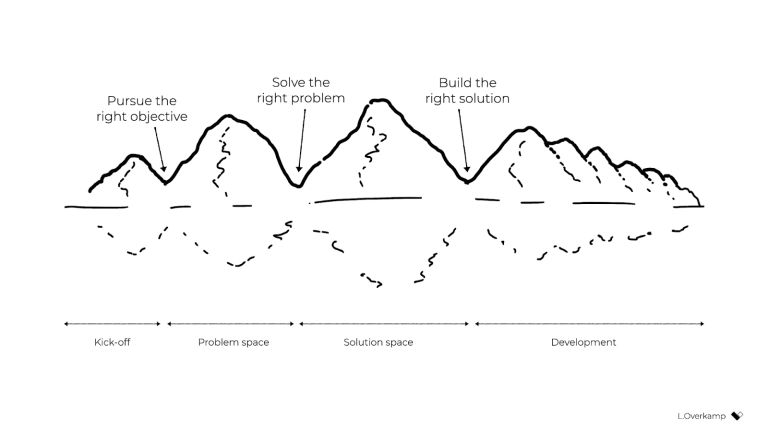 Pursue the
right objective
Solve the
right problem
Build the
right solution
Kick-off
Problem space
Solution space
Development
L.Overkamp